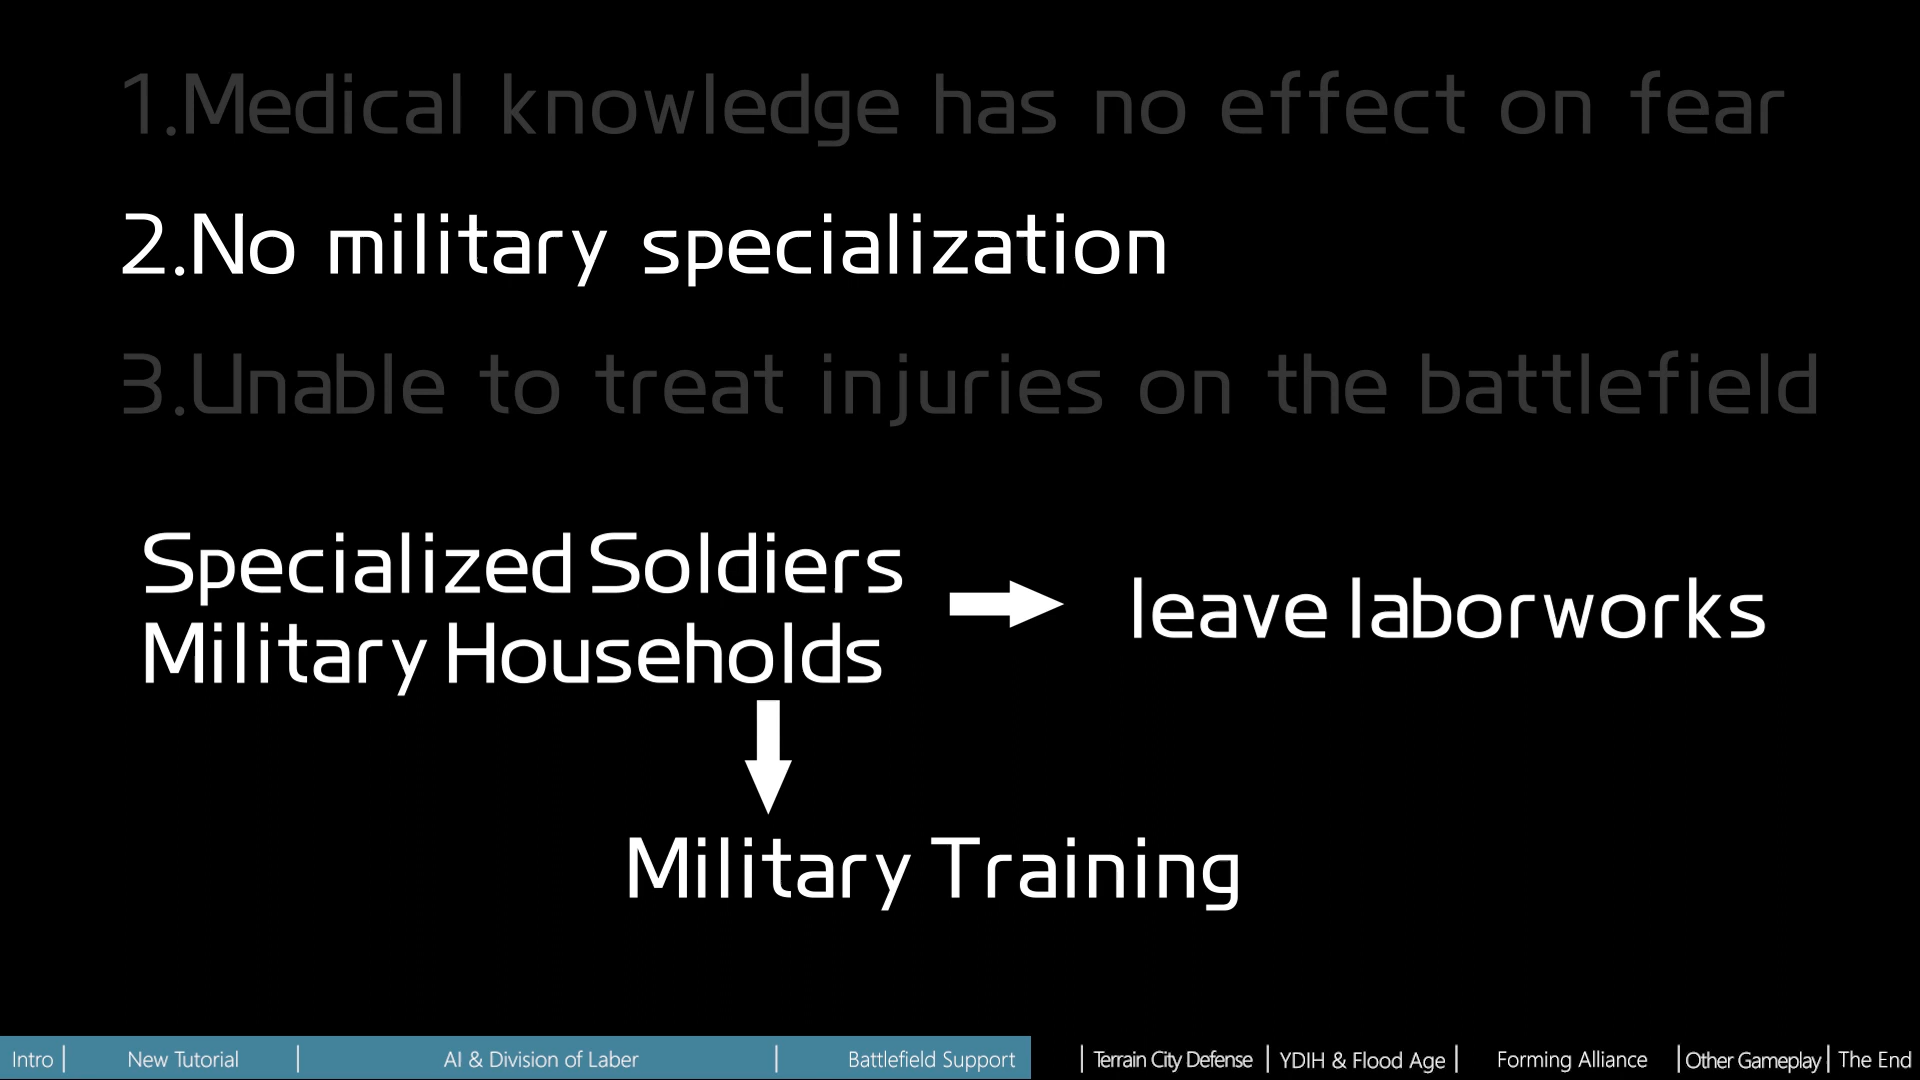 1.Medical knowledge has no effect on fear
2.No military specialization
3.Unable to treat injuries on the battlefield
Specialized Soldiers
Military Households
leave laborworks
Military Training
Intro | New Tutorial | AI & Division of Laber | Battlefield Support | Terrain City Defense | YDIH & Flood Age | Forming Alliance | Other Gameplay | The End